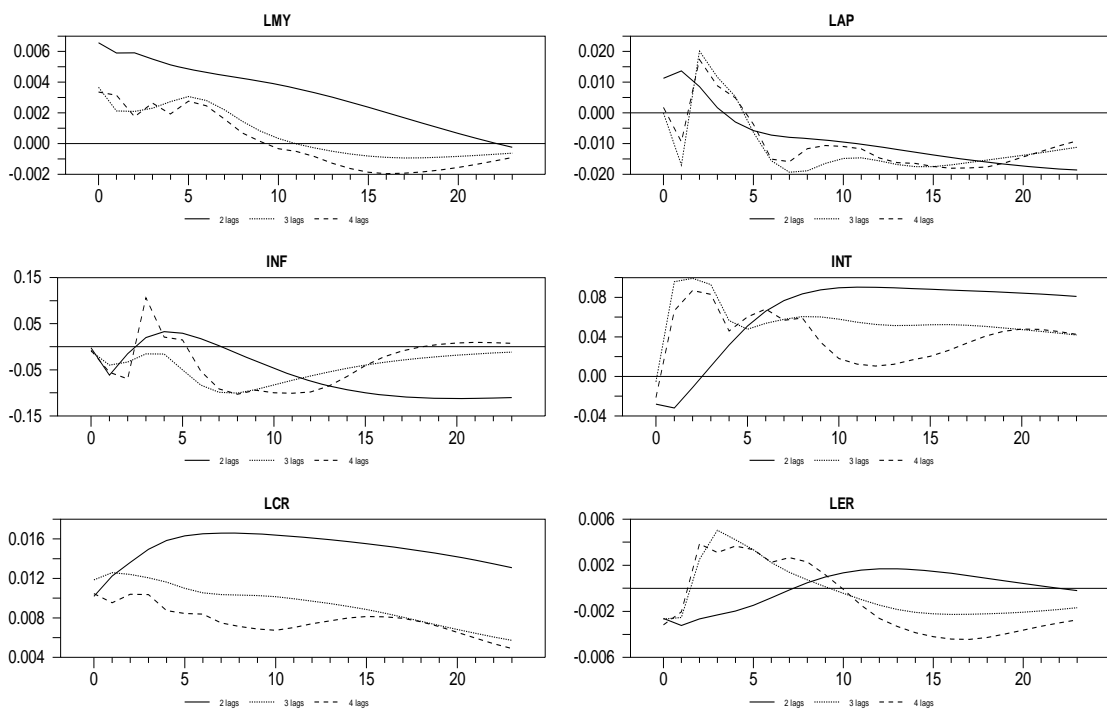 LMY
0.006
0.004
0.002
0.000
-0.002
0 5 10 15 20
2 lags 3 lags 4 lags
LAP
0.020
0.010
0.000
-0.010
-0.020
0 5 10 15 20
2 lags 3 lags 4 lags
INF
0.15
0.05
-0.05
-0.15
0 5 10 15 20
2 lags 3 lags 4 lags
INT
0.08
0.04
0.00
-0.04
0 5 10 15 20
2 lags 3 lags 4 lags
LCR
0.016
0.012
0.008
0.004
0 5 10 15 20
2 lags 3 lags 4 lags
LER
0.006
0.002
-0.002
-0.006
0 5 10 15 20
2 lags 3 lags 4 lags